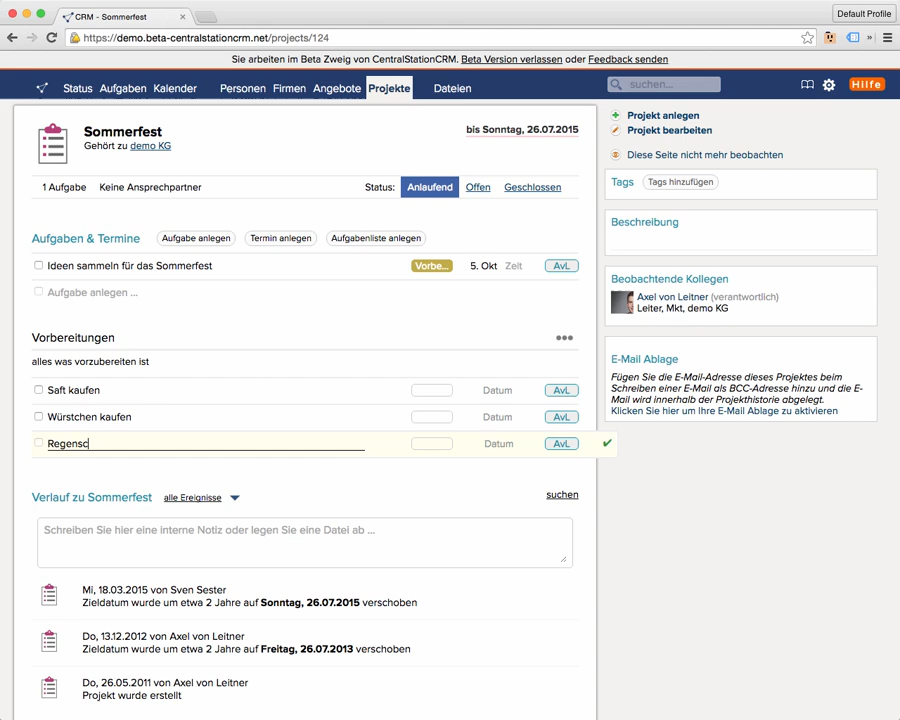 CRM - Sommerfest
Default Profile
https://demo.beta-centralstationcrm.net/projects/124
Sie arbeiten im Beta Zweig von CentralStationCRM. Beta Version verlassen oder Feedback senden
Status Aufgaben Kalender Personen Firmen Angebote Projekte Dateien suchen... Hilfe
Sommerfest
Gehört zu demo KG
bis Sonntag, 26.07.2015
1 Aufgabe Keine Ansprechpartner Status: Anlaufend Offen Geschlossen
Aufgaben & Termine Aufgabe anlegen Termin anlegen Aufgabenliste anlegen
Ideen sammeln für das Sommerfest Vorbe... 5. Okt Zeit AvL
Aufgabe anlegen ...
Vorbereitungen
alles was vorzubereiten ist
Saft kaufen Datum AvL
Würstchen kaufen Datum AvL
Regensc Datum AvL
Verlauf zu Sommerfest alle Ereignisse suchen
Schreiben Sie hier eine interne Notiz oder legen Sie eine Datei ab ...
Mi, 18.03.2015 von Sven Sester
Zieldatum wurde um etwa 2 Jahre auf Sonntag, 26.07.2015 verschoben
Do, 13.12.2012 von Axel von Leitner
Zieldatum wurde um etwa 2 Jahre auf Freitag, 26.07.2013 verschoben
Do, 26.05.2011 von Axel von Leitner
Projekt wurde erstellt
Projekt anlegen
Projekt bearbeiten
Diese Seite nicht mehr beobachten
Tags Tags hinzufügen
Beschreibung
Beobachtende Kollegen
Axel von Leitner (verantwortlich)
Leiter, Mkt, demo KG
E-Mail Ablage
Fügen Sie die E-Mail-Adresse dieses Projektes beim
Schreiben einer E-Mail als BCC-Adresse hinzu und die E-
Mail wird innerhalb der Projekthistorie abgelegt.
Klicken Sie hier um Ihre E-Mail Ablage zu aktivieren